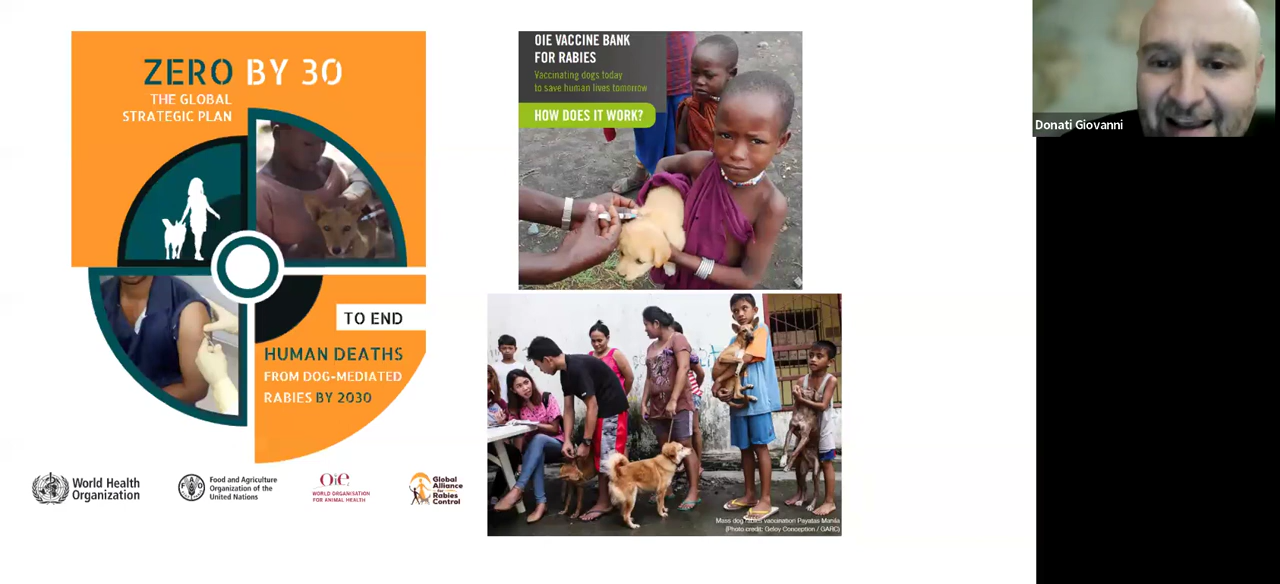 ZERO BY 30
THE GLOBAL
STRATEGIC PLAN
TO END
HUMAN DEATHS
FROM DOG-MEDIATED
RABIES BY 2030
World Health
Organization
FAO
Food and Agriculture
Organization of the
United Nations
Oie
WORLD ORGANISATION
FOR ANIMAL HEALTH
Global
Alliance
for
Rabies
Control
OIE VACCINE BANK
FOR RABIES
Vaccinating dogs today
to save human lives tomorrow
HOW DOES IT WORK?
Mass dog rabies vaccination Payatas Manila
(Photo credit: Geloy Conception / GARC)
Donati Giovanni